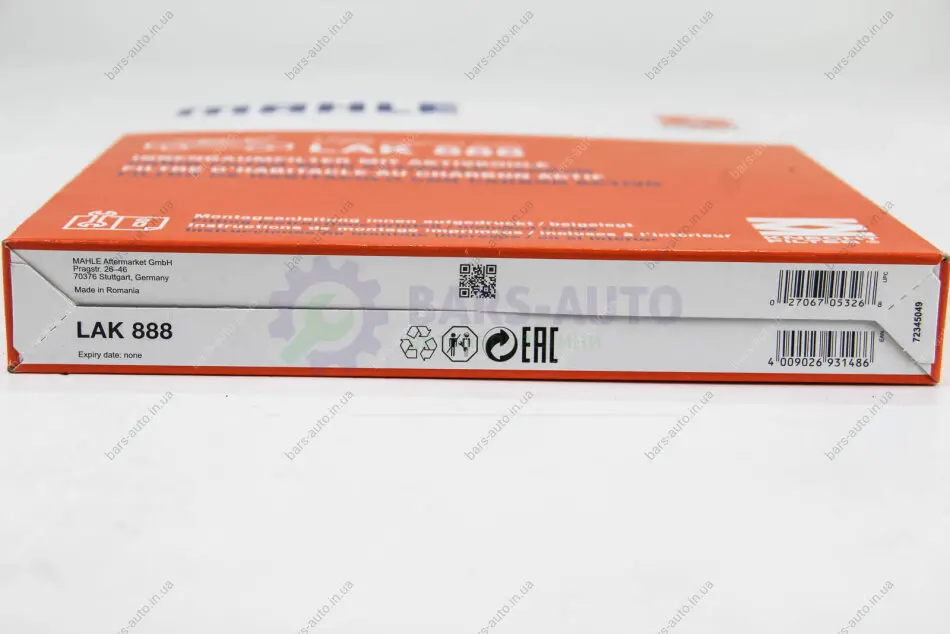 MAHLE
LAK 888
INNENRAUMFILTER MIT AKTIVKOHLE
FILTRE D'HABITACLE AU CHARBON ACTIF
Montageanleitung innen aufgedruckt / beigelegt
Instructions de montage imprimées / incluses à l'intérieur
MAHLE Aftermarket GmbH
Pragstr. 26–46
70376 Stuttgart, Germany
Made in Romania
LAK 888
Expiry date: none
EAC
0 27067 05326 8
UPC
4 009026 931486
EAN
72345049
BARS-AUTO
bars-auto.in.ua